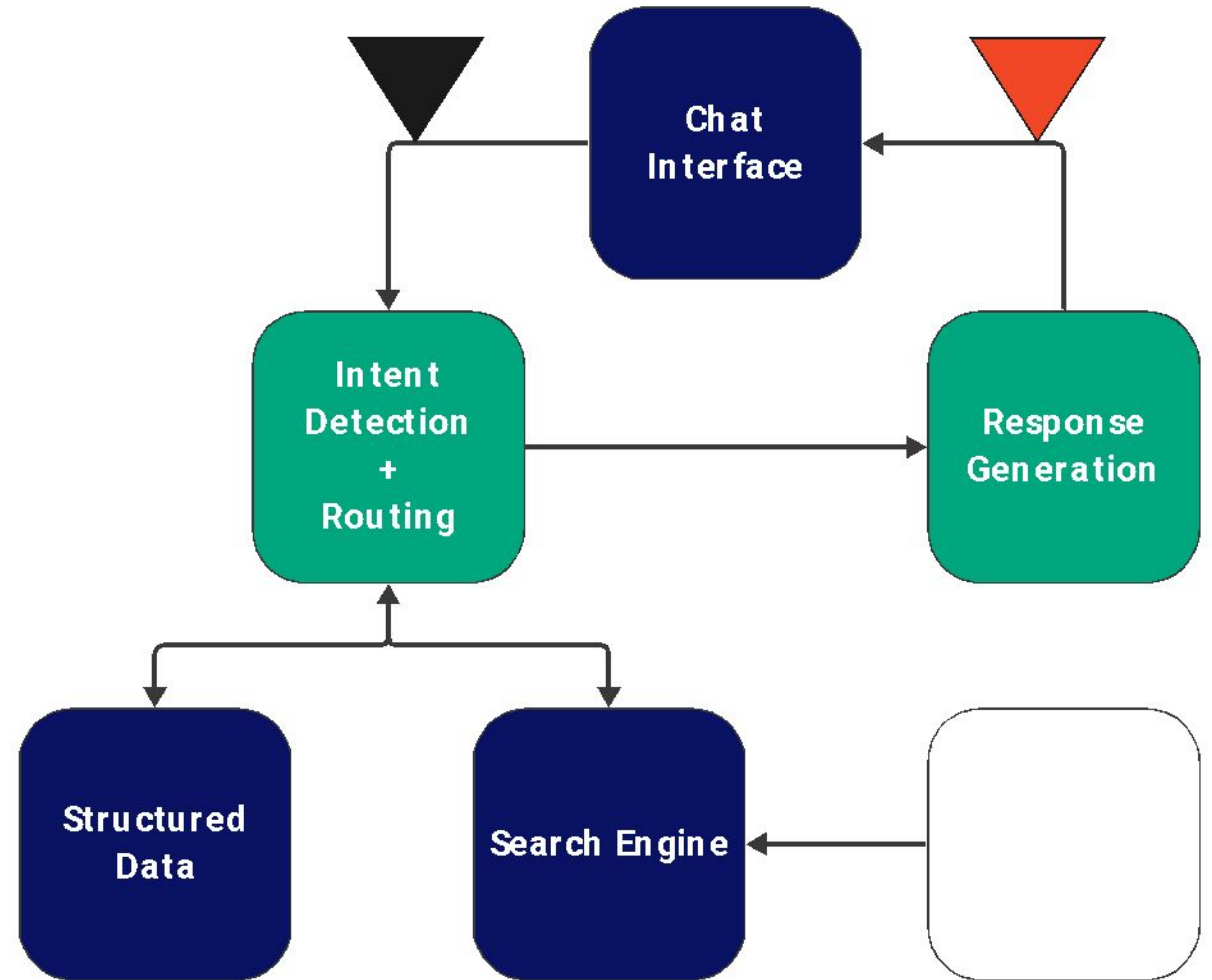 Chat
Interface
Intent
Detection
+
Routing
Response
Generation
Structured
Data
Search Engine